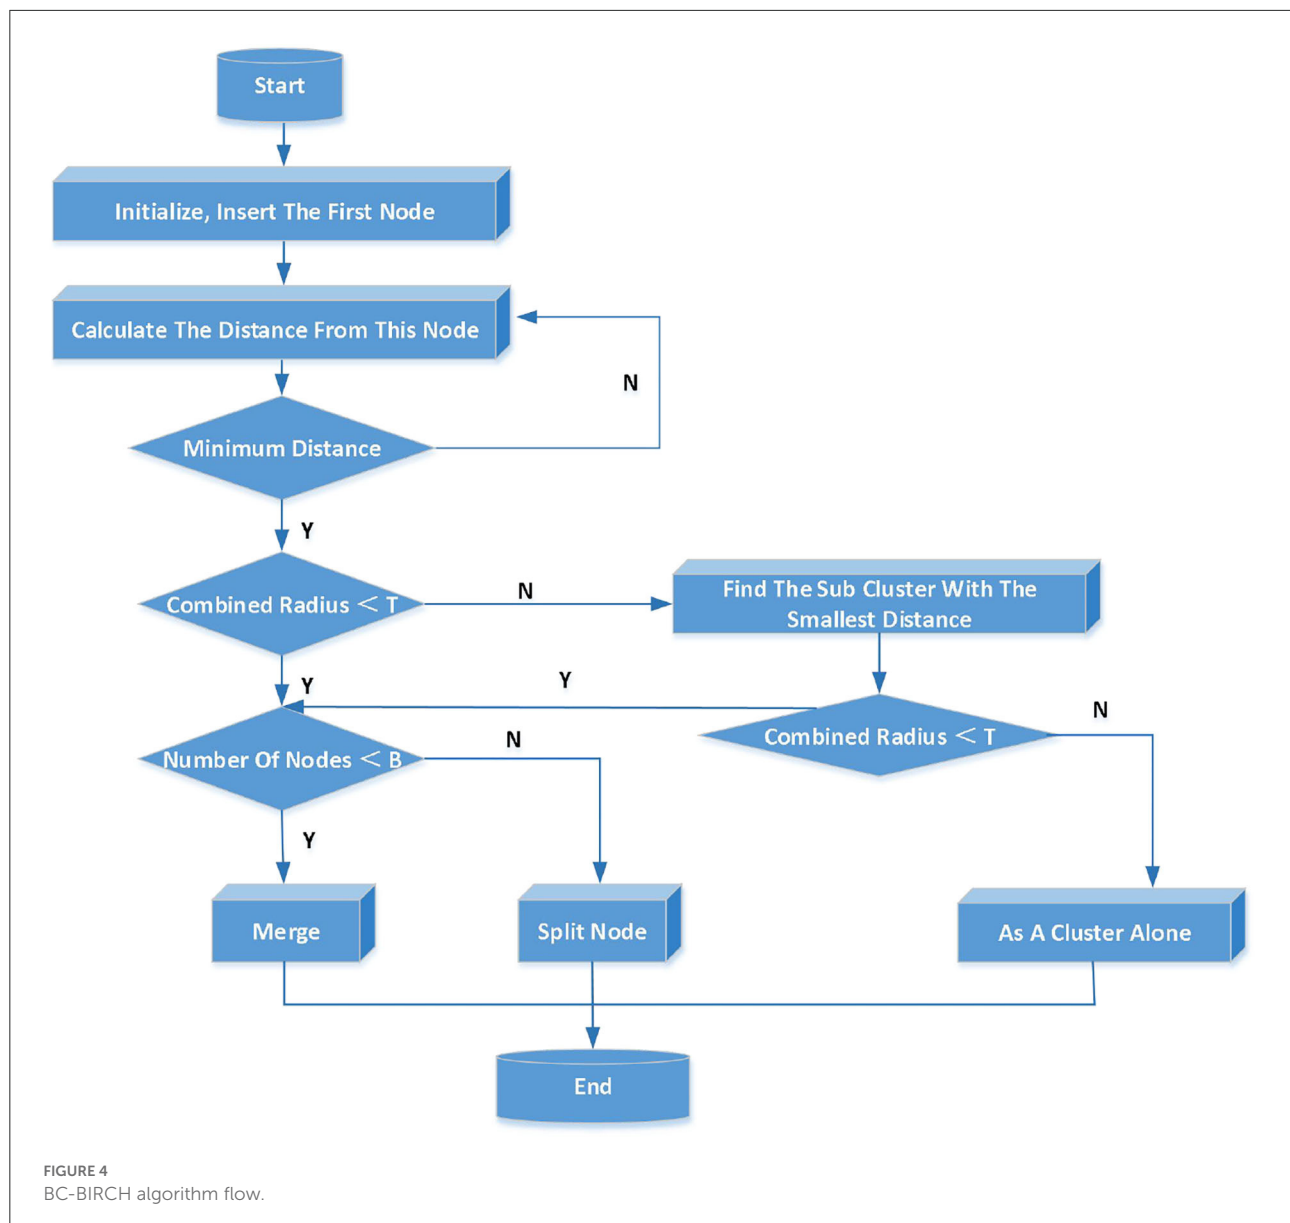 Start
Initialize, Insert The First Node
Calculate The Distance From This Node
N
Minimum Distance
Y
Combined Radius < T
N
Find The Sub Cluster With The
Smallest Distance
Y
Y
Combined Radius < T
N
Number Of Nodes < B
N
Y
Merge
Split Node
As A Cluster Alone
End
FIGURE 4
BC-BIRCH algorithm flow.